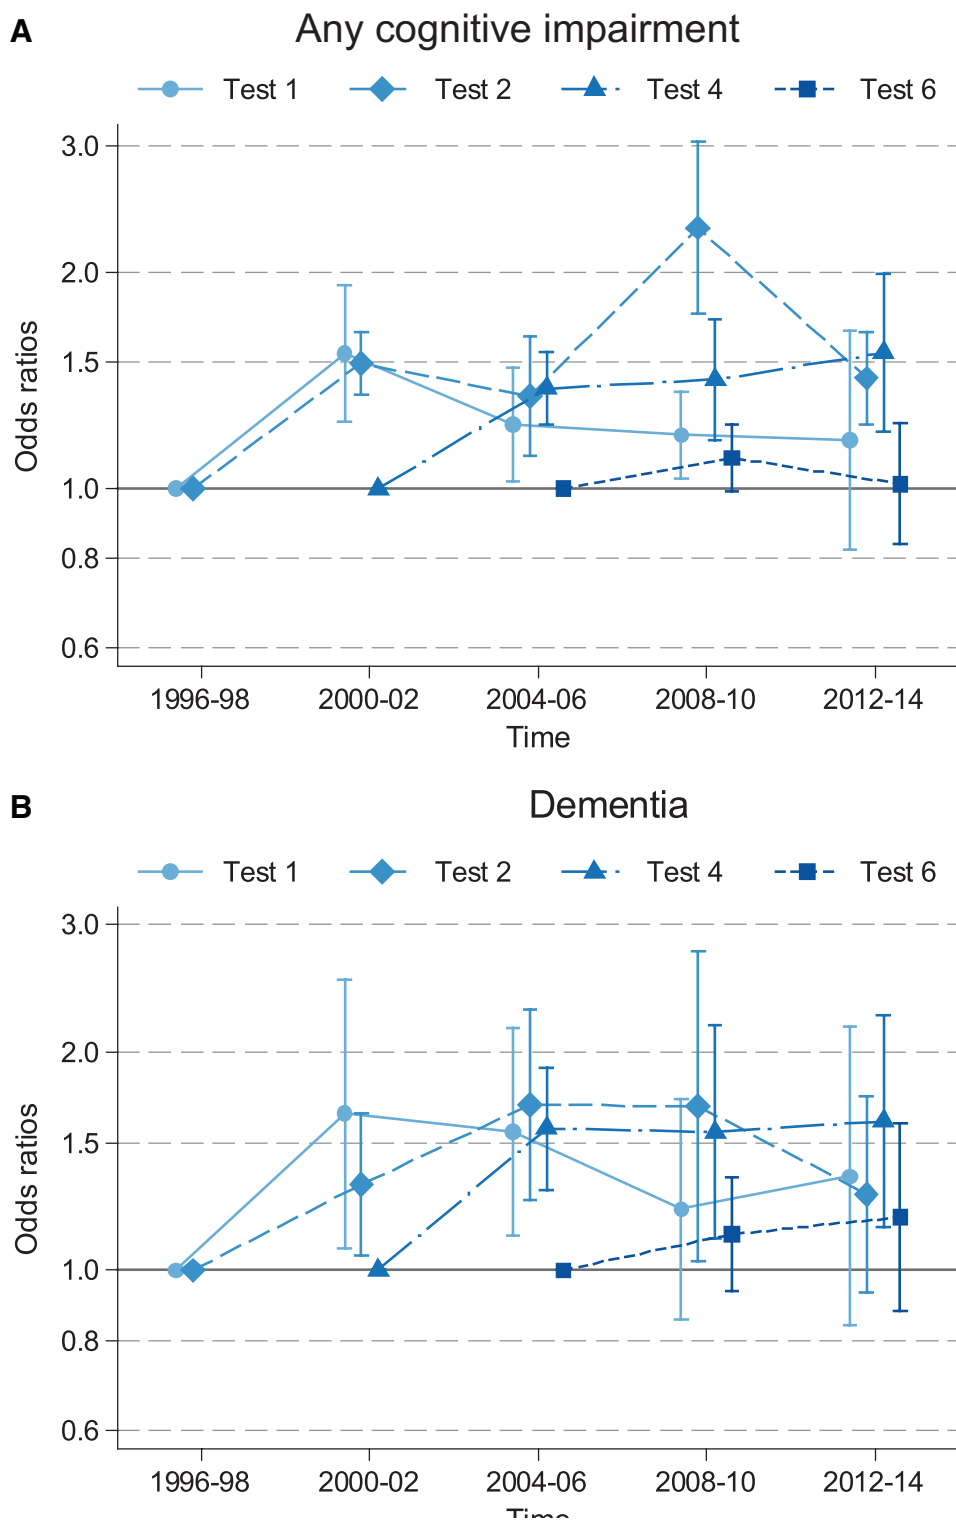 A
Any cognitive impairment
Test 1 Test 2 Test 4 Test 6
3.0
2.0
1.5
1.0
0.8
0.6
Odds ratios
1996-98 2000-02 2004-06 2008-10 2012-14
Time
B
Dementia
Test 1 Test 2 Test 4 Test 6
3.0
2.0
1.5
1.0
0.8
0.6
Odds ratios
1996-98 2000-02 2004-06 2008-10 2012-14
Time